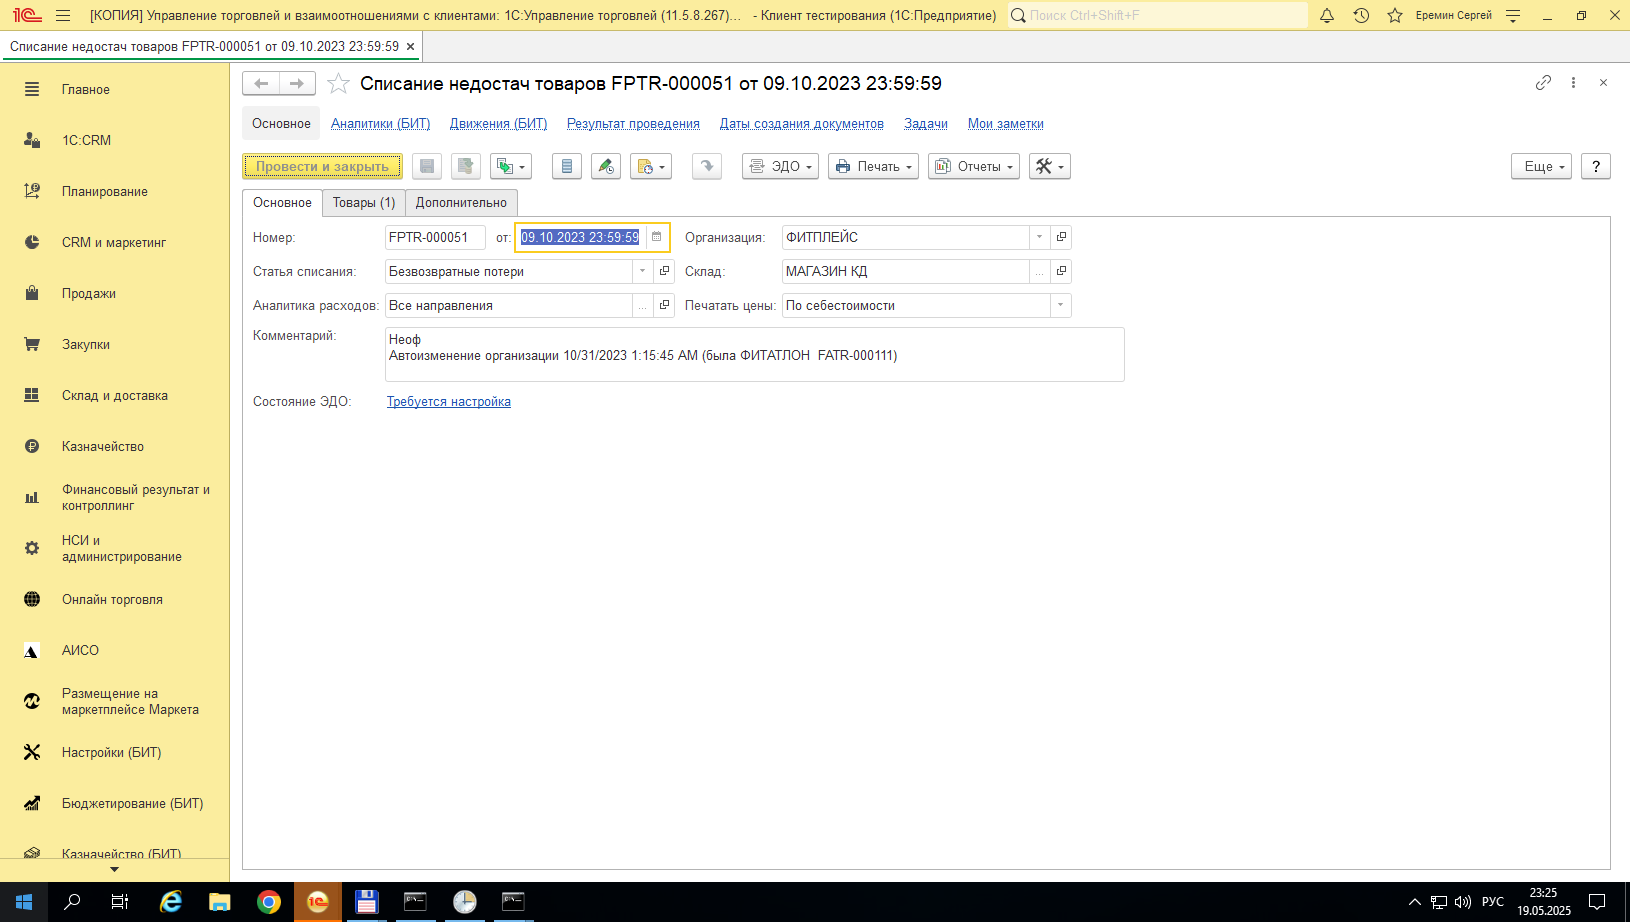 [КОПИЯ] Управление торговлей и взаимоотношениями с клиентами: 1С:Управление торговлей (11.5.8.267)... - Клиент тестирования (1С:Предприятие)
Поиск Ctrl+Shift+F
Еремин Сергей
Списание недостач товаров FPTR-000051 от 09.10.2023 23:59:59 ×
Главное
1С:CRM
Планирование
CRM и маркетинг
Продажи
Закупки
Склад и доставка
Казначейство
Финансовый результат и
контроллинг
НСИ и
администрирование
Онлайн торговля
АИСО
Размещение на
маркетплейсе Маркета
Настройки (БИТ)
Бюджетирование (БИТ)
Казначейство (БИТ)
Списание недостач товаров FPTR-000051 от 09.10.2023 23:59:59
Основное Аналитики (БИТ) Движения (БИТ) Результат проведения Даты создания документов Задачи Мои заметки
Провести и закрыть ЭДО Печать Отчеты Еще ?
Основное Товары (1) Дополнительно
Номер: FPTR-000051 от: 09.10.2023 23:59:59 Организация: ФИТПЛЕЙС
Статья списания: Безвозвратные потери Склад: МАГАЗИН КД
Аналитика расходов: Все направления Печатать цены: По себестоимости
Комментарий: Неоф
Автоизменение организации 10/31/2023 1:15:45 AM (была ФИТАТЛОН FATR-000111)
Состояние ЭДО: Требуется настройка
РУС
23:25
19.05.2025